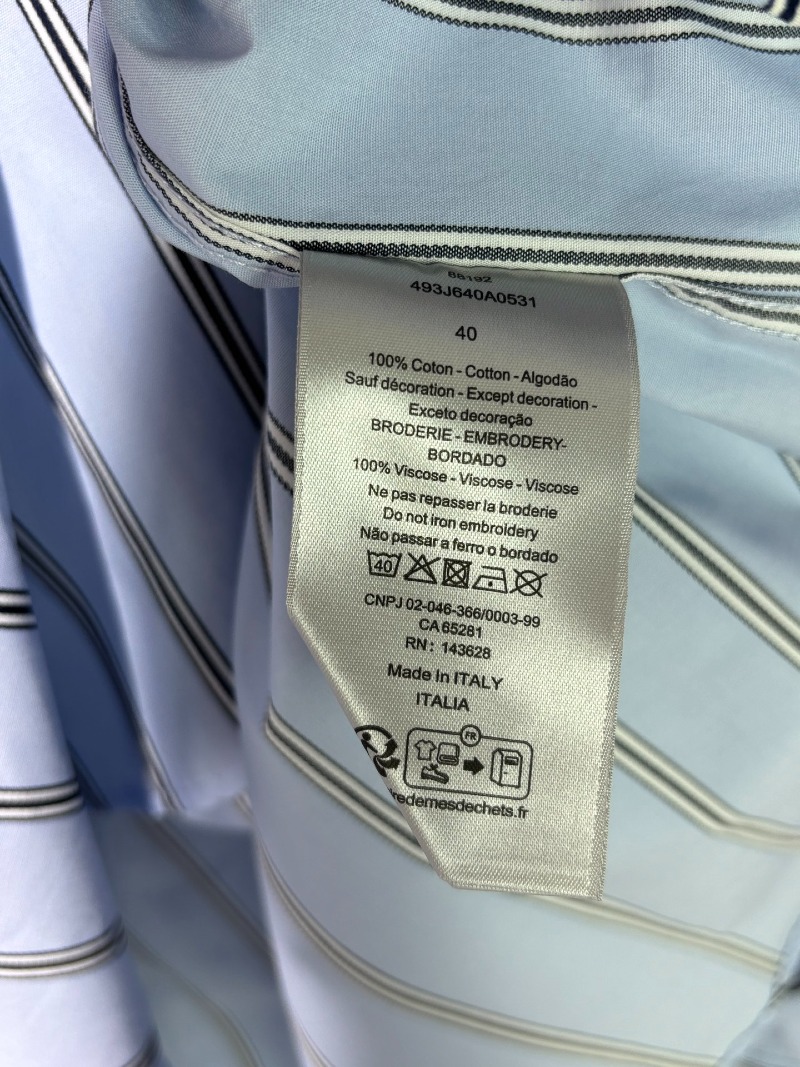 68192
493J640A0531
40
100% Coton - Cotton - Algodão
Sauf décoration - Except decoration -
Exceto decoração
BRODERIE - EMBRODERY-
BORDADO
100% Viscose - Viscose - Viscose
Ne pas repasser la broderie
Do not iron embroidery
Não passar a ferro o bordado
40
CNPJ 02-046-366/0003-99
CA 65281
RN : 143628
Made in ITALY
ITALIA
FR
redemesdechets.fr